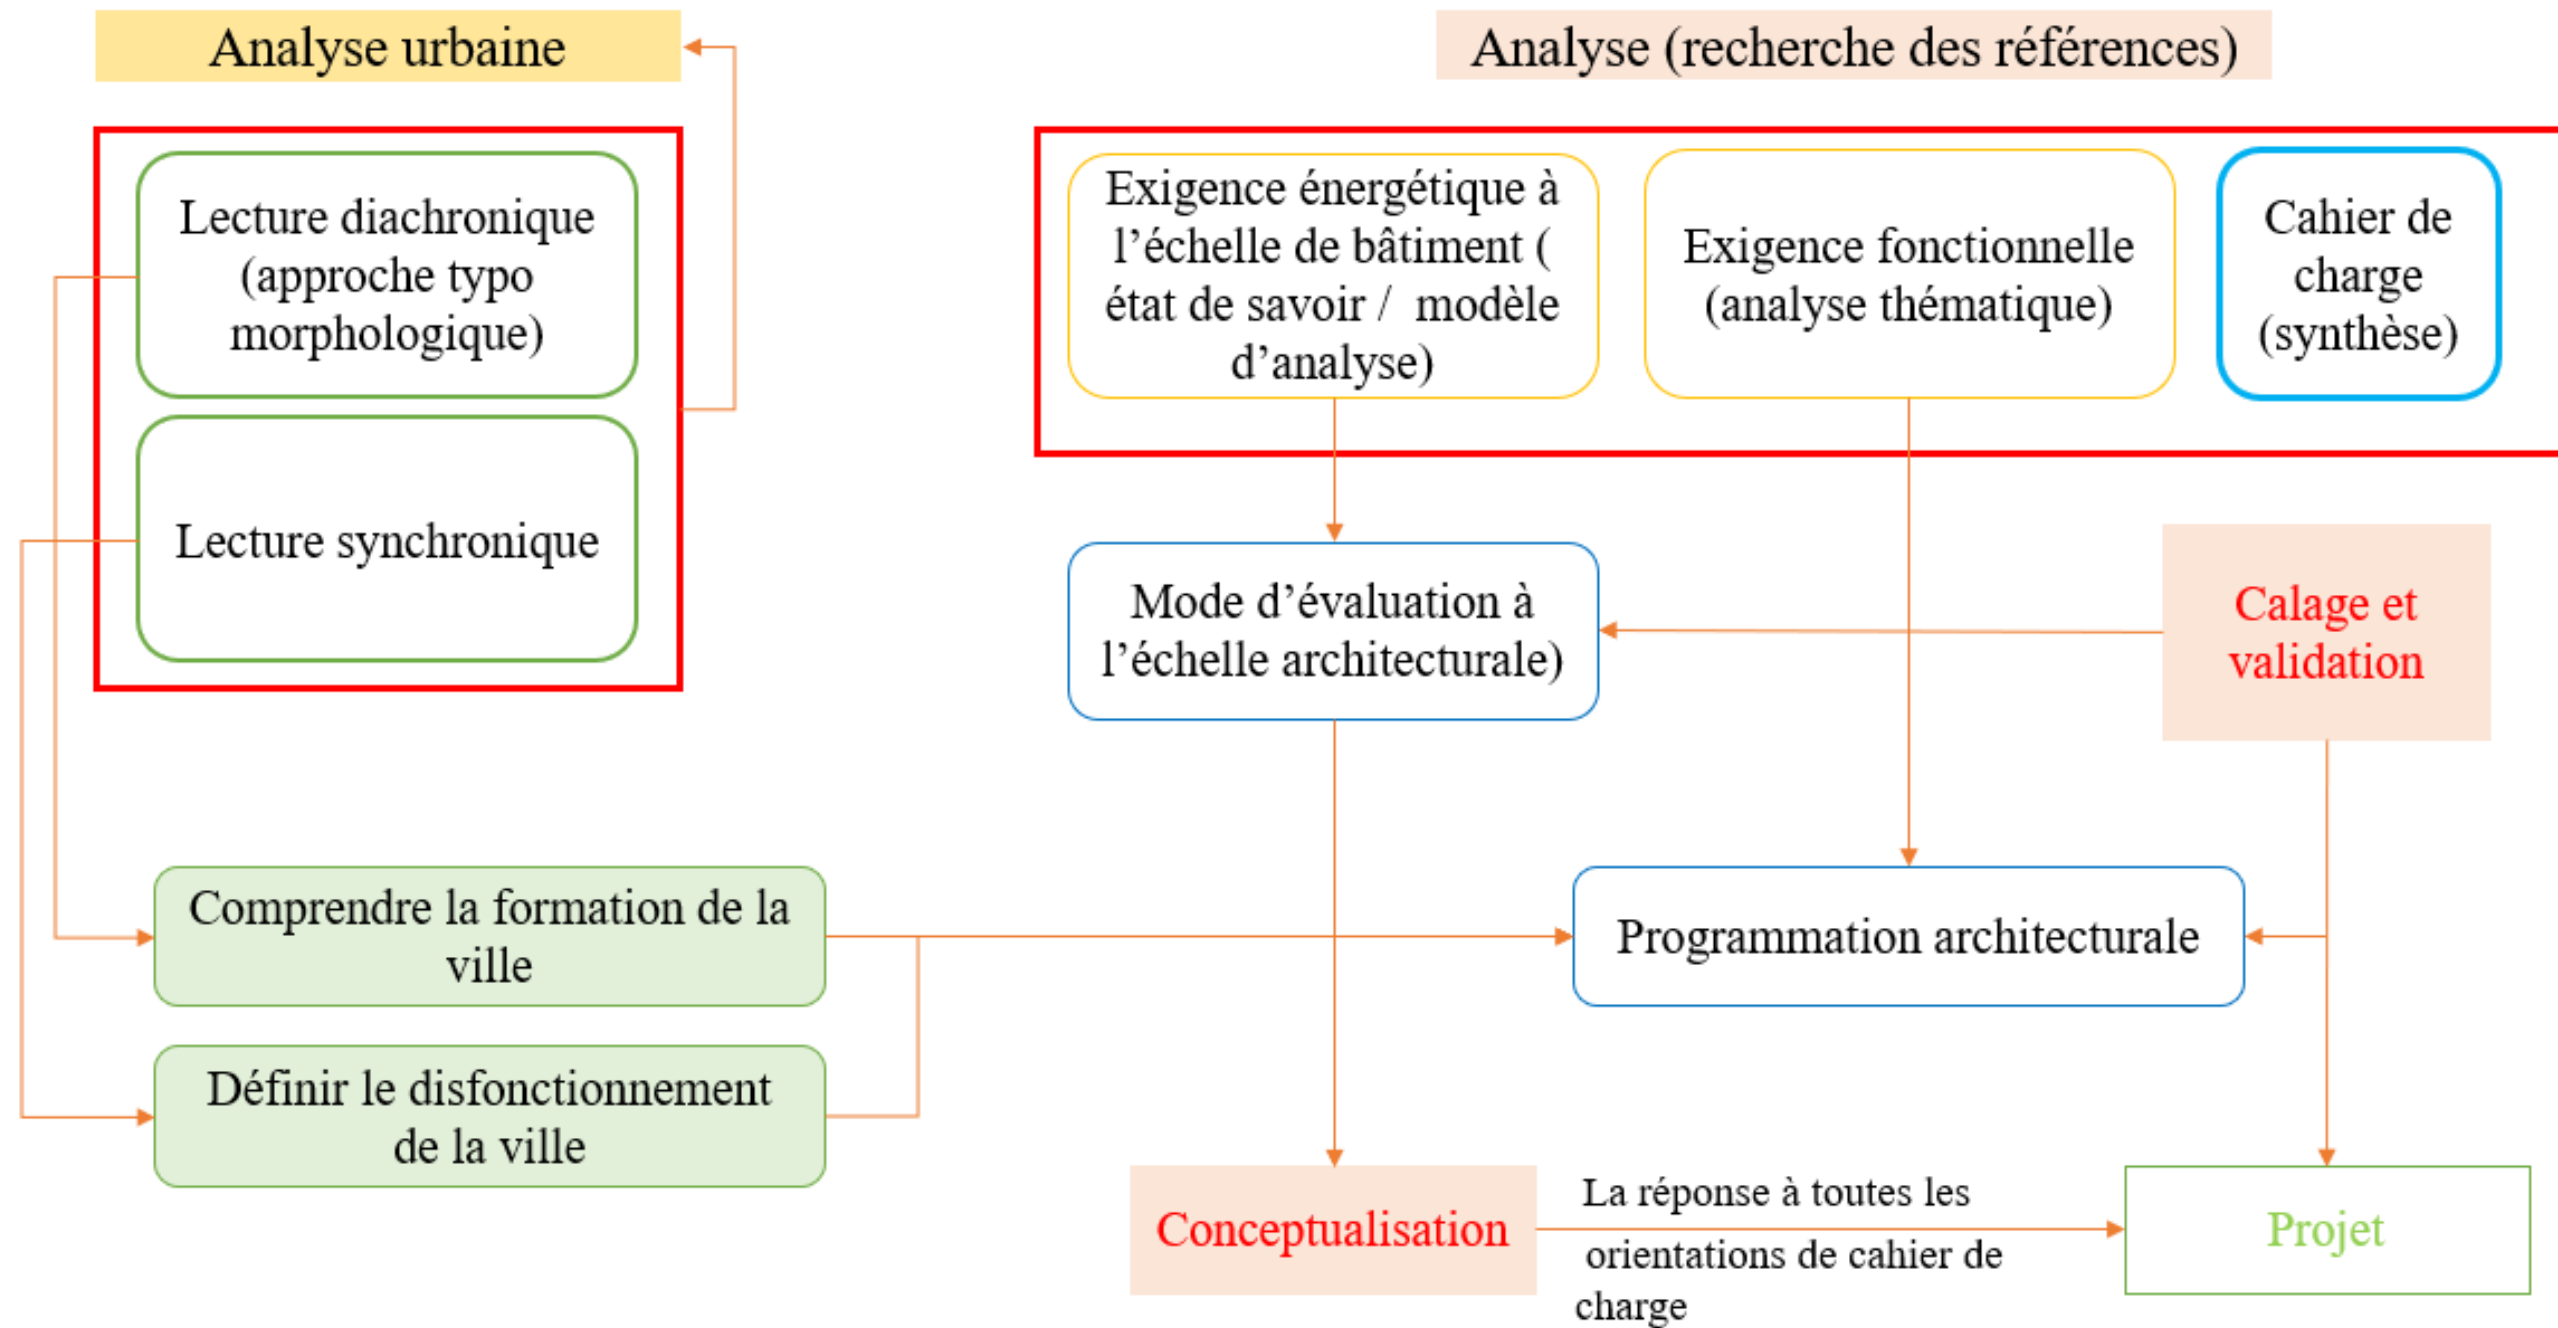 Analyse urbaine
Analyse (recherche des références)
Lecture diachronique
(approche typo
morphologique)
Lecture synchronique
Exigence énergétique à
l’échelle de bâtiment (
état de savoir / modèle
d’analyse)
Exigence fonctionnelle
(analyse thématique)
Cahier de
charge
(synthèse)
Mode d’évaluation à
l’échelle architecturale)
Calage et
validation
Comprendre la formation de la
ville
Programmation architecturale
Définir le disfonctionnement
de la ville
Conceptualisation
La réponse à toutes les
orientations de cahier de
charge
Projet